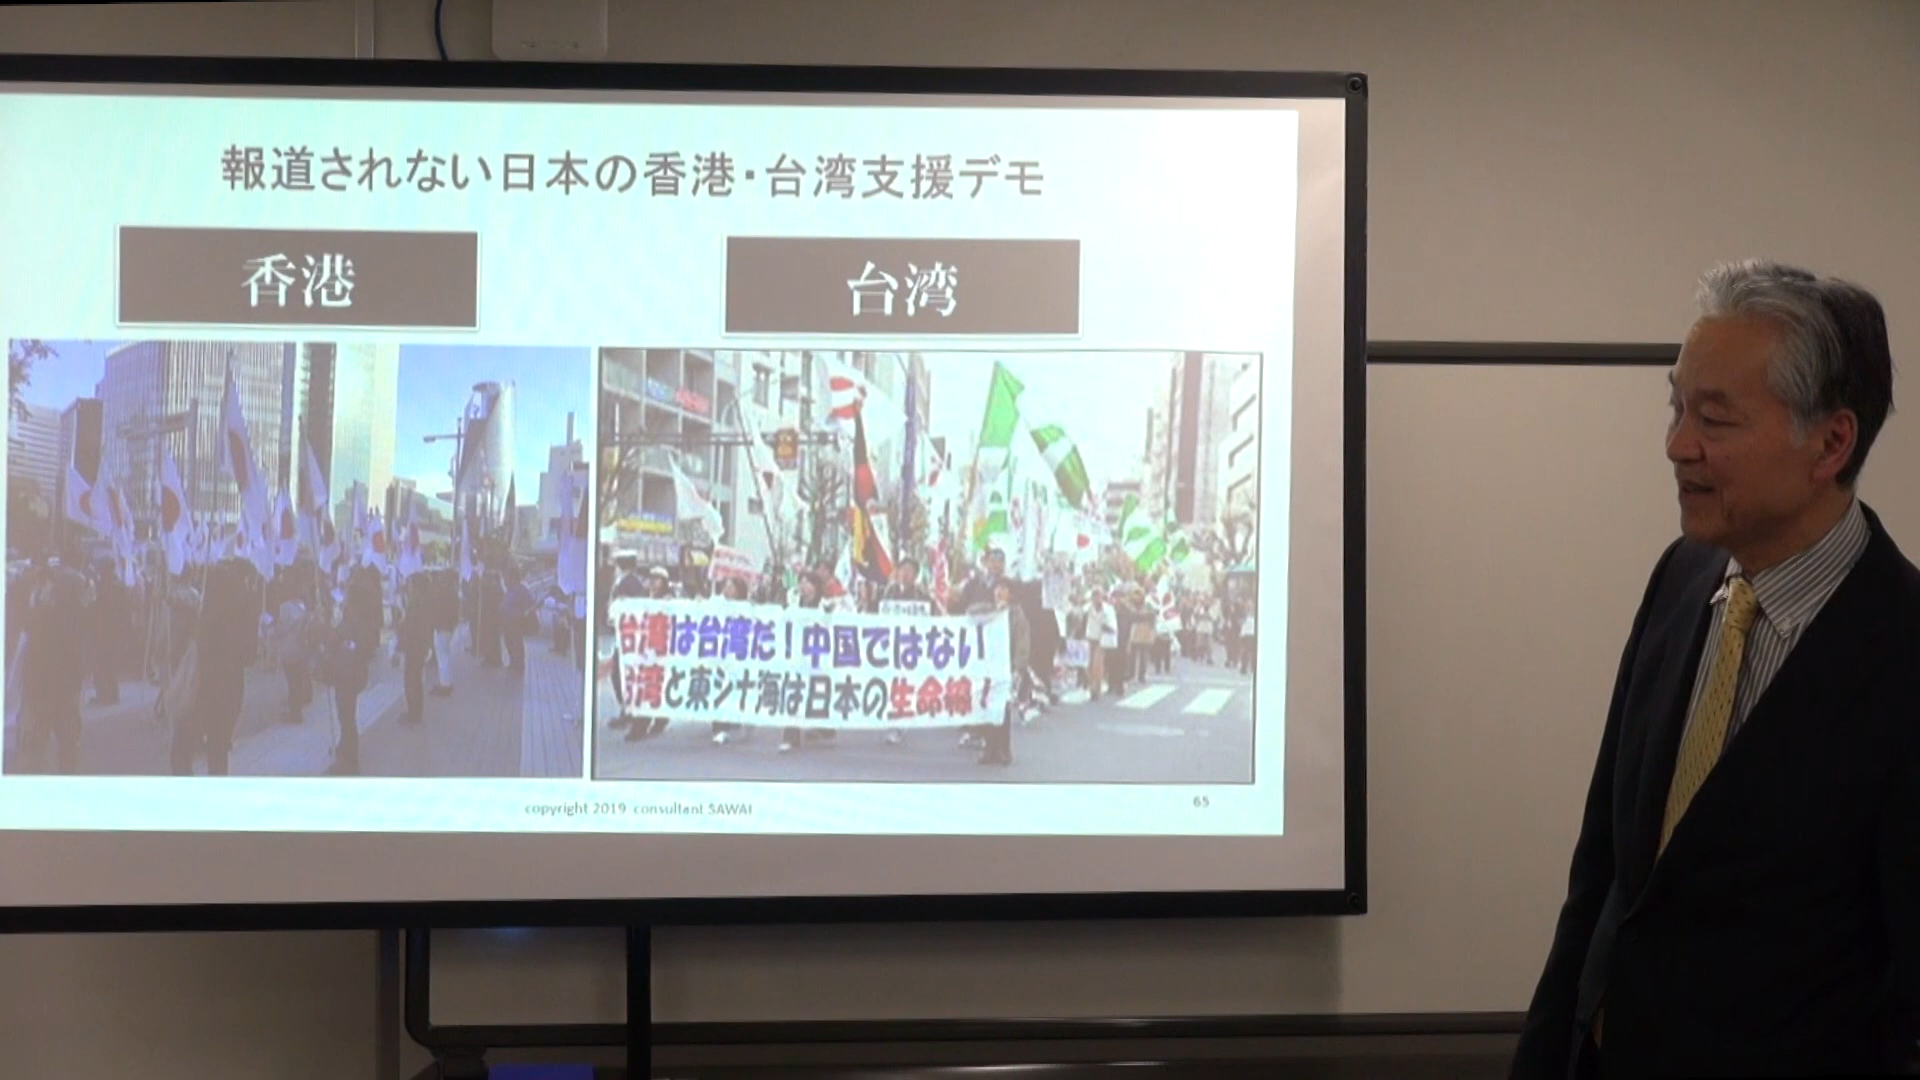 報道されない日本の香港・台湾支援デモ
香港
台湾
台湾は台湾だ！中国ではない
台湾と東シナ海は日本の生命線！
copyright 2019 consultant SAWAI
65